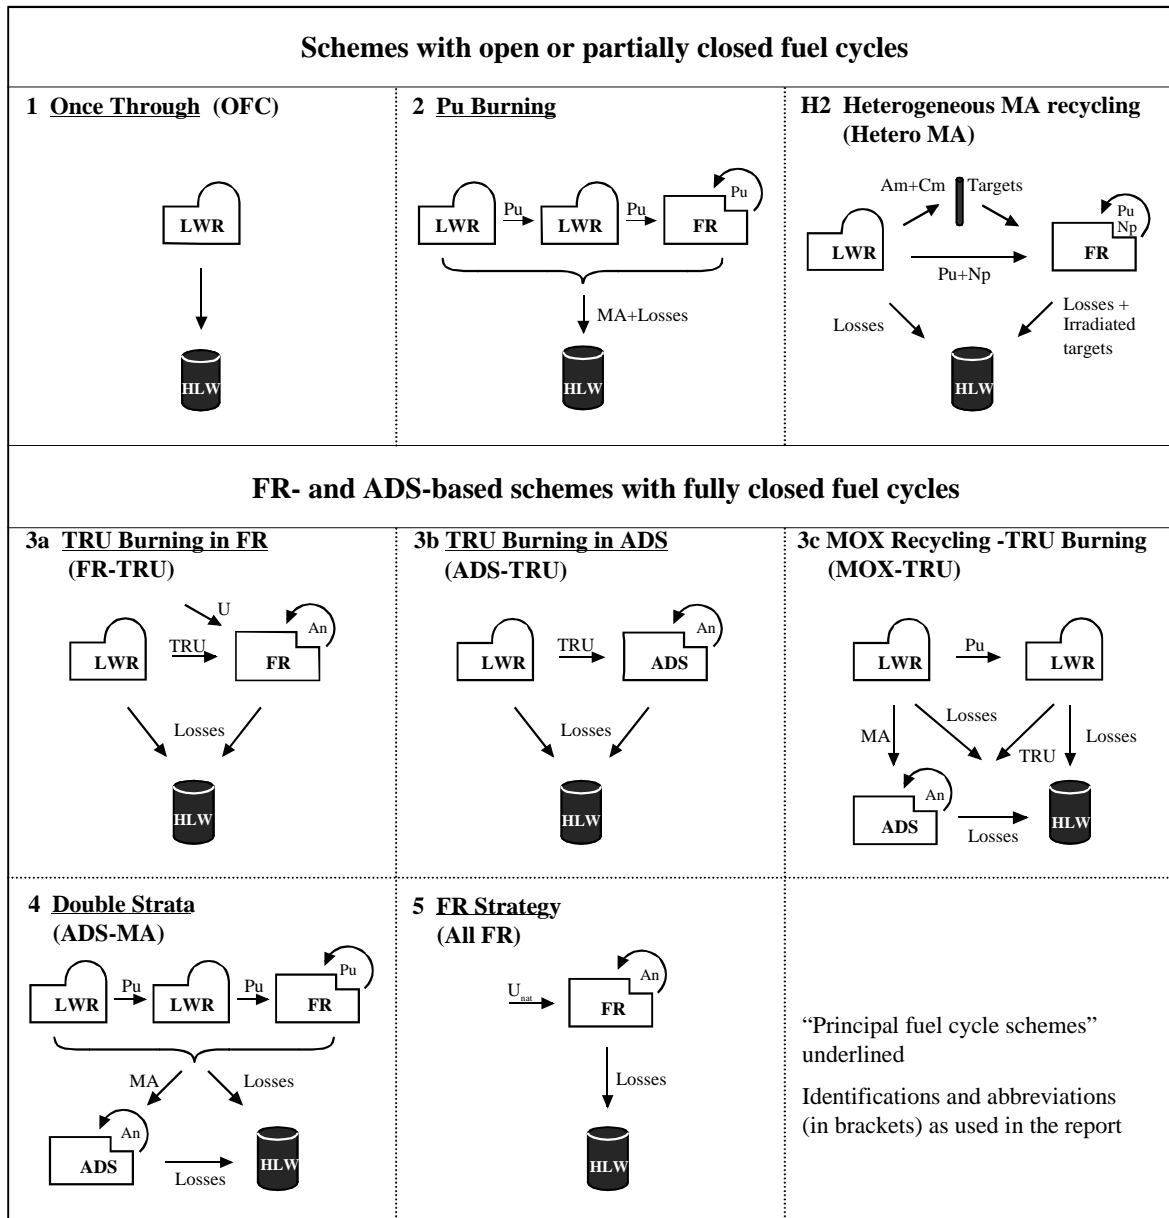 Schemes with open or partially closed fuel cycles
1 Once Through (OFC)
LWR
HLW
2 Pu Burning
LWR
Pu
LWR
Pu
FR
Pu
MA+Losses
HLW
H2 Heterogeneous MA recycling
(Hetero MA)
Am+Cm
Targets
LWR
Pu
Np
FR
Pu+Np
Losses
Losses +
Irradiated
targets
HLW
FR- and ADS-based schemes with fully closed fuel cycles
3a TRU Burning in FR
(FR-TRU)
U
LWR
TRU
An
FR
Losses
HLW
3b TRU Burning in ADS
(ADS-TRU)
LWR
TRU
An
ADS
Losses
HLW
3c MOX Recycling -TRU Burning
(MOX-TRU)
LWR
Pu
LWR
MA
Losses
TRU
Losses
An
ADS
Losses
HLW
4 Double Strata
(ADS-MA)
LWR
Pu
LWR
Pu
FR
Pu
MA
Losses
An
ADS
Losses
HLW
5 FR Strategy
(All FR)
Unat
An
FR
Losses
HLW
“Principal fuel cycle schemes”
underlined
Identifications and abbreviations
(in brackets) as used in the report